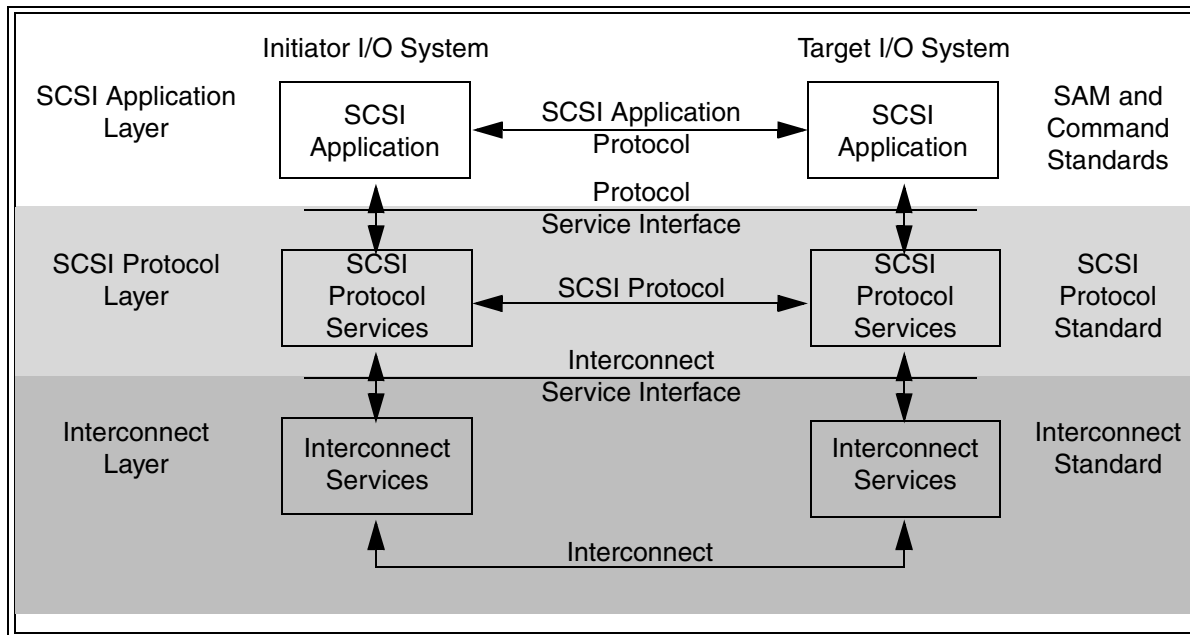 Initiator I/O System
Target I/O System
SCSI Application
Layer
SCSI
Application
SCSI Application
Protocol
SCSI
Application
SAM and
Command
Standards
Protocol
Service Interface
SCSI Protocol
Layer
SCSI
Protocol
Services
SCSI Protocol
SCSI
Protocol
Services
SCSI
Protocol
Standard
Interconnect
Service Interface
Interconnect
Layer
Interconnect
Services
Interconnect
Services
Interconnect
Standard
Interconnect